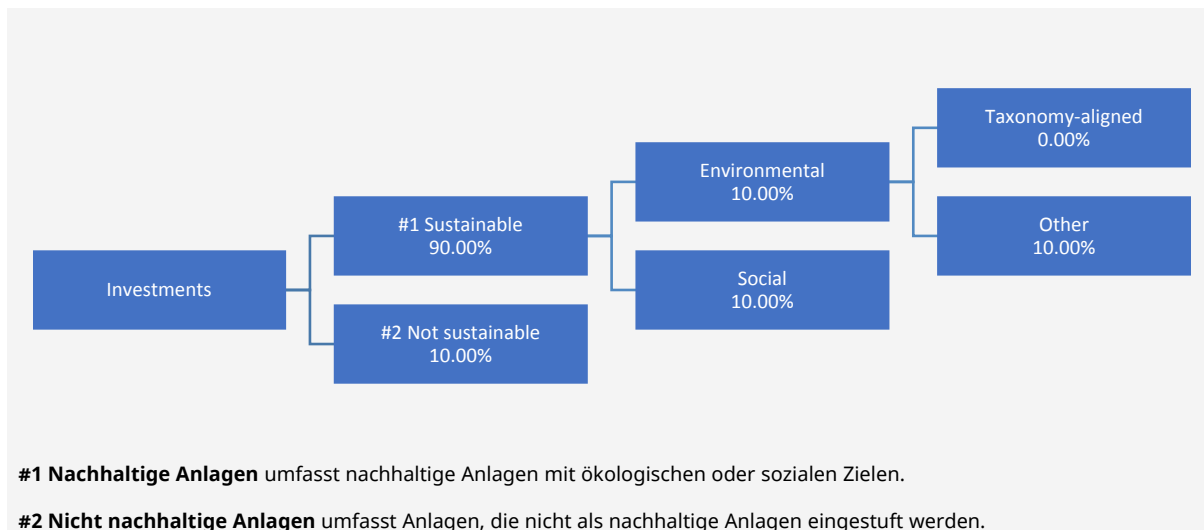 Investments
#1 Sustainable
90.00%
#2 Not sustainable
10.00%
Environmental
10.00%
Social
10.00%
Taxonomy-aligned
0.00%
Other
10.00%
#1 Nachhaltige Anlagen umfasst nachhaltige Anlagen mit ökologischen oder sozialen Zielen.
#2 Nicht nachhaltige Anlagen umfasst Anlagen, die nicht als nachhaltige Anlagen eingestuft werden.